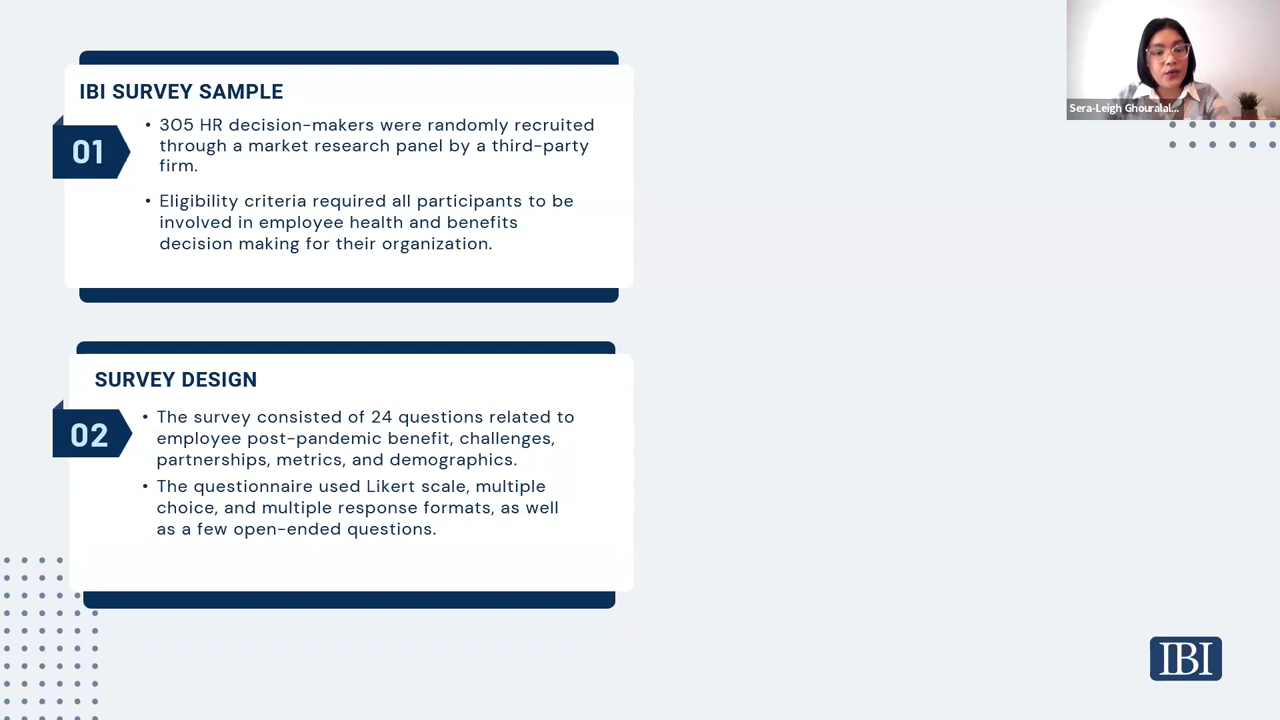 IBI SURVEY SAMPLE
01
• 305 HR decision-makers were randomly recruited
through a market research panel by a third-party
firm.
• Eligibility criteria required all participants to be
involved in employee health and benefits
decision making for their organization.
SURVEY DESIGN
02
• The survey consisted of 24 questions related to
employee post-pandemic benefit, challenges,
partnerships, metrics, and demographics.
• The questionnaire used Likert scale, multiple
choice, and multiple response formats, as well
as a few open-ended questions.
Sera-Leigh Ghouralal...
IBI